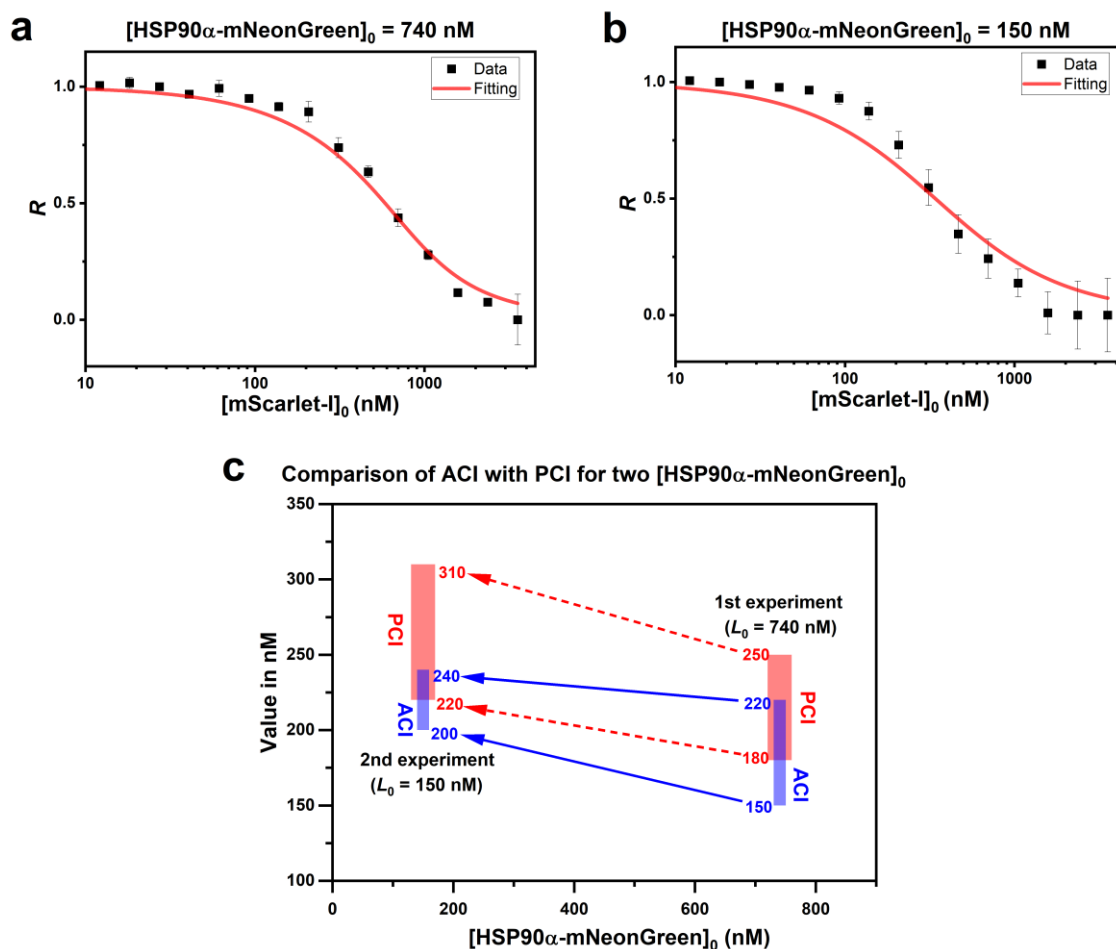 a
[HSP90α-mNeonGreen]₀ = 740 nM
Data
Fitting
1.0
0.5
0.0
R
10
100
1000
[mScarlet-I]₀ (nM)
b
[HSP90α-mNeonGreen]₀ = 150 nM
Data
Fitting
1.0
0.5
0.0
R
10
100
1000
[mScarlet-I]₀ (nM)
c
Comparison of ACI with PCI for two [HSP90α-mNeonGreen]₀
350
300
250
200
150
100
Value in nM
310
PCI
240
220
ACI
200
2nd experiment
(L₀ = 150 nM)
1st experiment
(L₀ = 740 nM)
250
PCI
220
180
ACI
150
0
200
400
600
800
[HSP90α-mNeonGreen]₀ (nM)